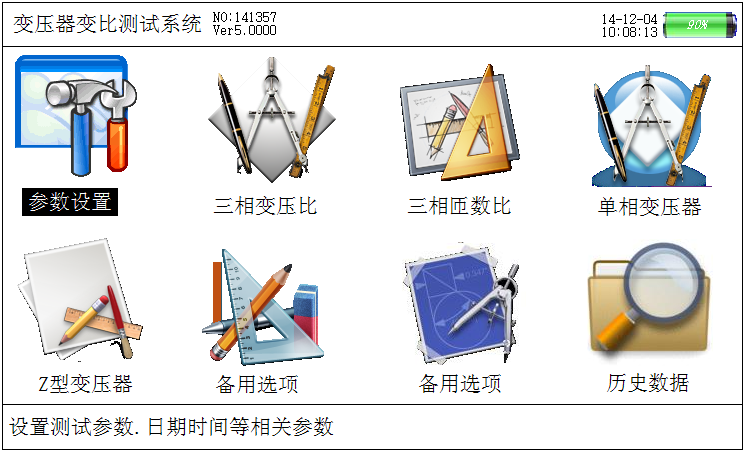 变压器变比测试系统
NO:141357
Ver5.0000
14-12-04
10:08:13
90%
参数设置
三相变压比
三相匝数比
单相变压器
Z型变压器
备用选项
备用选项
历史数据
设置测试参数.日期时间等相关参数